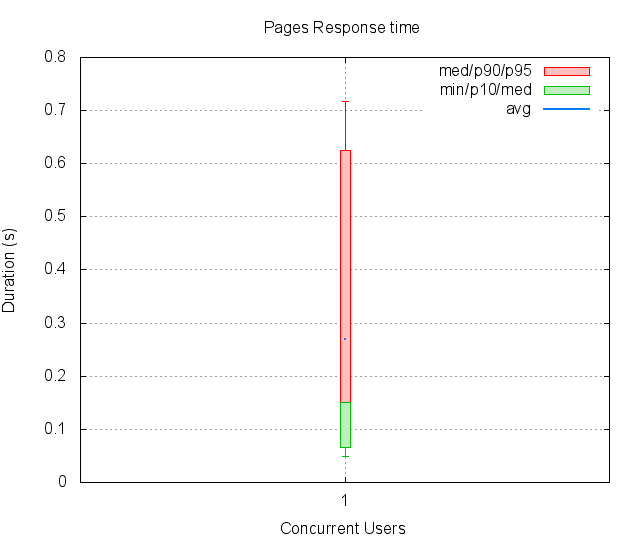 Pages Response time
0.8
0.7
0.6
0.5
0.4
0.3
0.2
0.1
0
Duration (s)
med/p90/p95
min/p10/med
avg
1
Concurrent Users